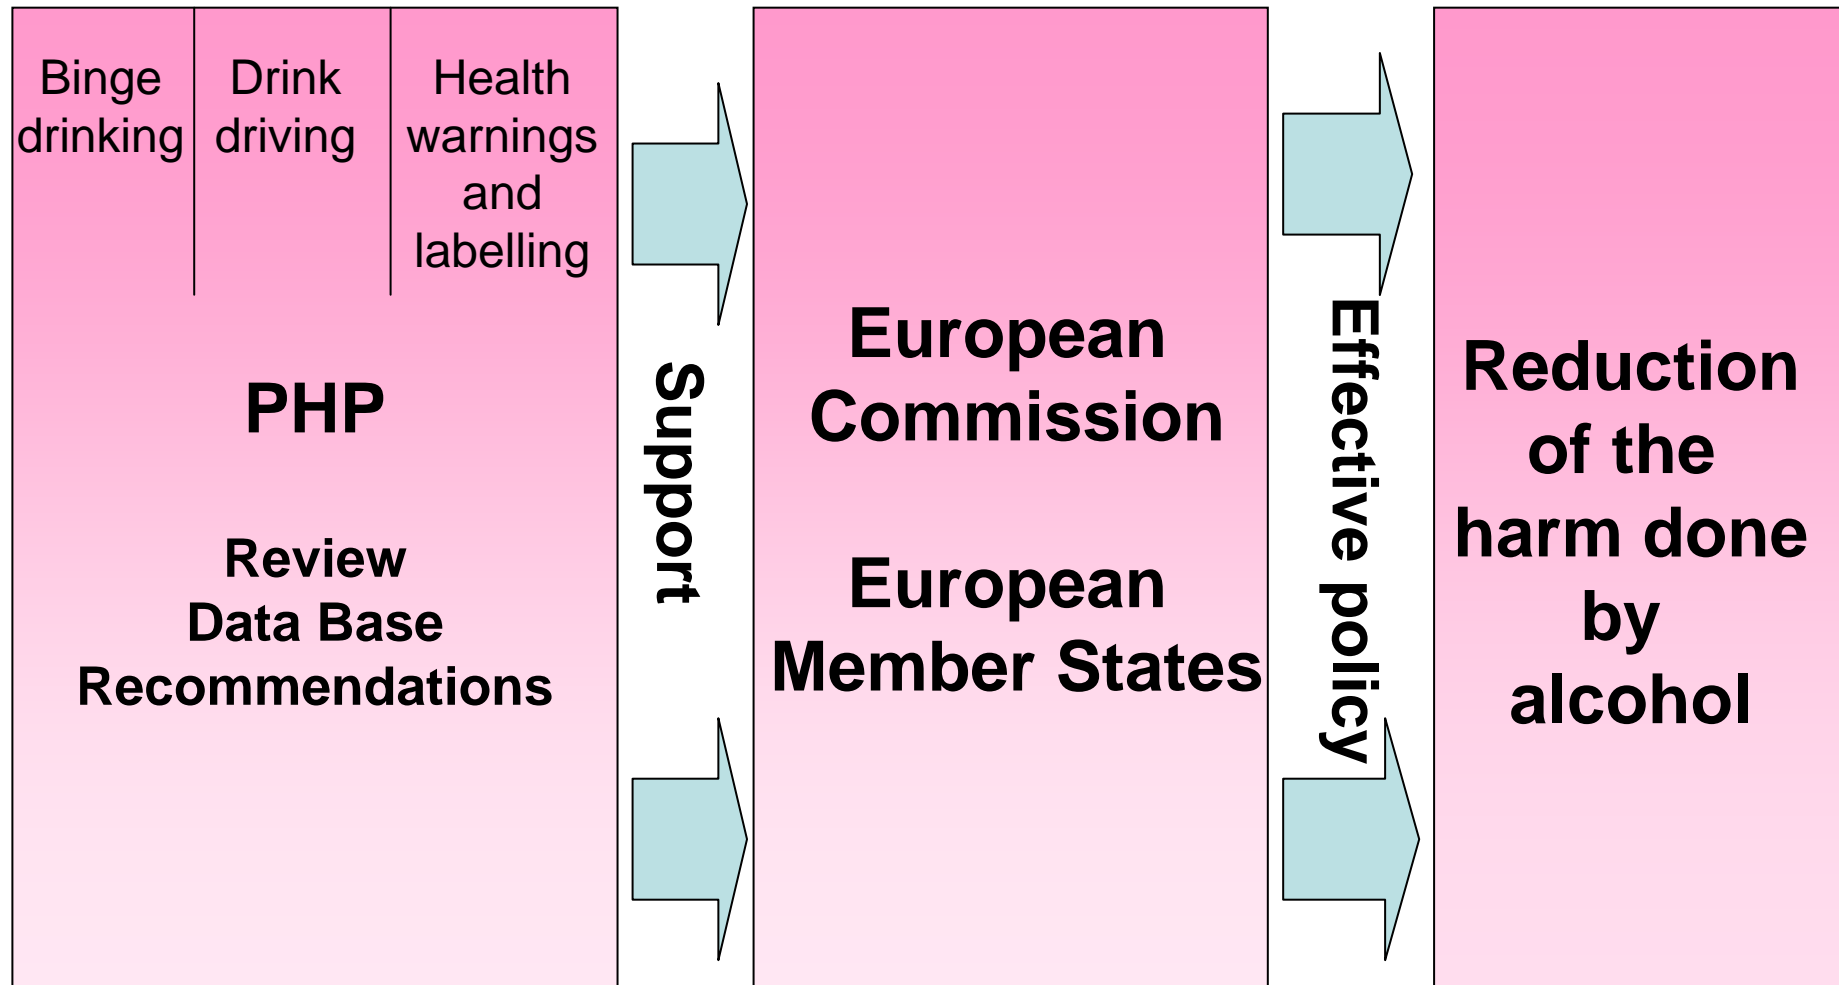 Binge
drinking
Drink
driving
Health
warnings
and
labelling
PHP
Review
Data Base
Recommendations
Support
European
Commission
European
Member States
Effective policy
Reduction
of the
harm done
by
alcohol